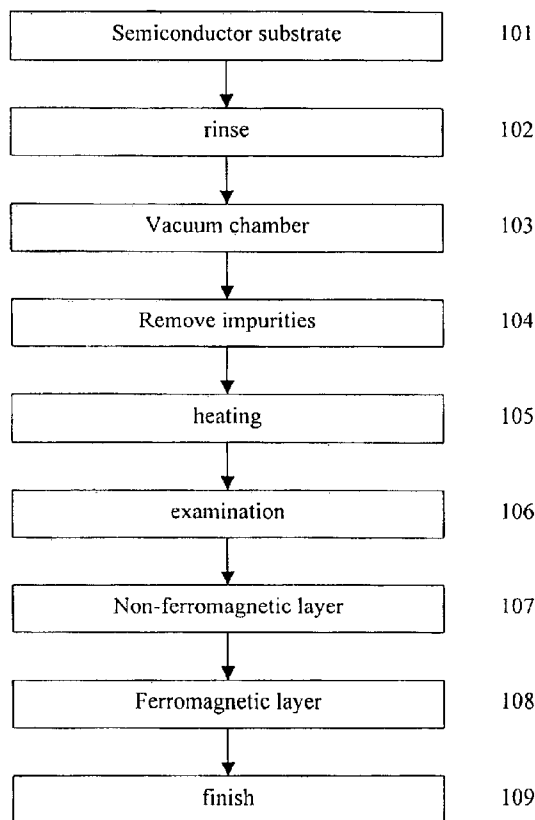 Semiconductor substrate 101
rinse 102
Vacuum chamber 103
Remove impurities 104
heating 105
examination 106
Non-ferromagnetic layer 107
Ferromagnetic layer 108
finish 109